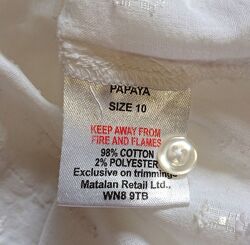 PAPAYA
SIZE 10
KEEP AWAY FROM
FIRE AND FLAMES
98% COTTON
2% POLYESTER
Exclusive on trimmings
Matalan Retail Ltd.,
WN8 9TB